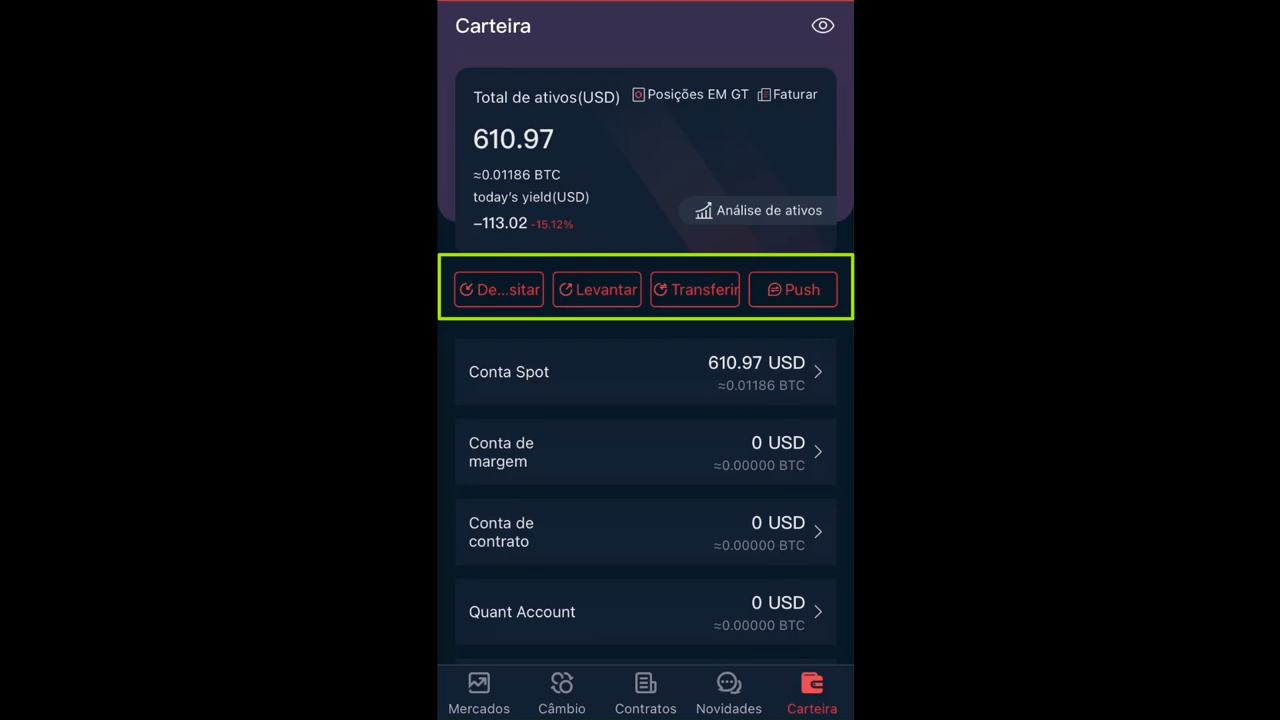 Carteira
Total de ativos(USD) Posições EM GT Faturar
610.97
≈0.01186 BTC
today's yield(USD)
−113.02 -15.12% Análise de ativos
De...sitar Levantar Transferir Push
Conta Spot 610.97 USD
≈0.01186 BTC
Conta de 0 USD
margem ≈0.00000 BTC
Conta de 0 USD
contrato ≈0.00000 BTC
Quant Account 0 USD
≈0.00000 BTC
Mercados Câmbio Contratos Novidades Carteira